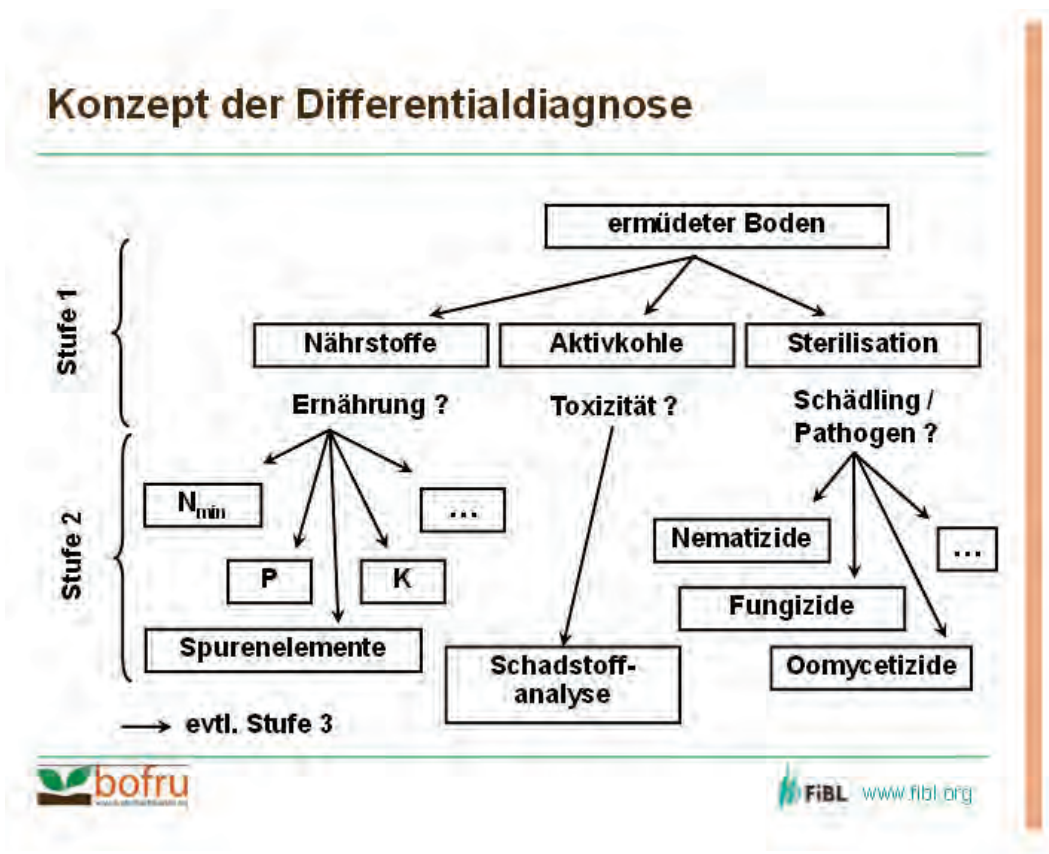 Konzept der Differentialdiagnose
ermüdeter Boden
Stufe 1
Nährstoffe
Aktivkohle
Sterilisation
Ernährung ?
Toxizität ?
Schädling /
Pathogen ?
Stufe 2
Nmin
...
P
K
Spurenelemente
Schadstoff-
analyse
Nematizide
...
Fungizide
Oomycetizide
evtl. Stufe 3
bofru
FiBL www.fibl.org